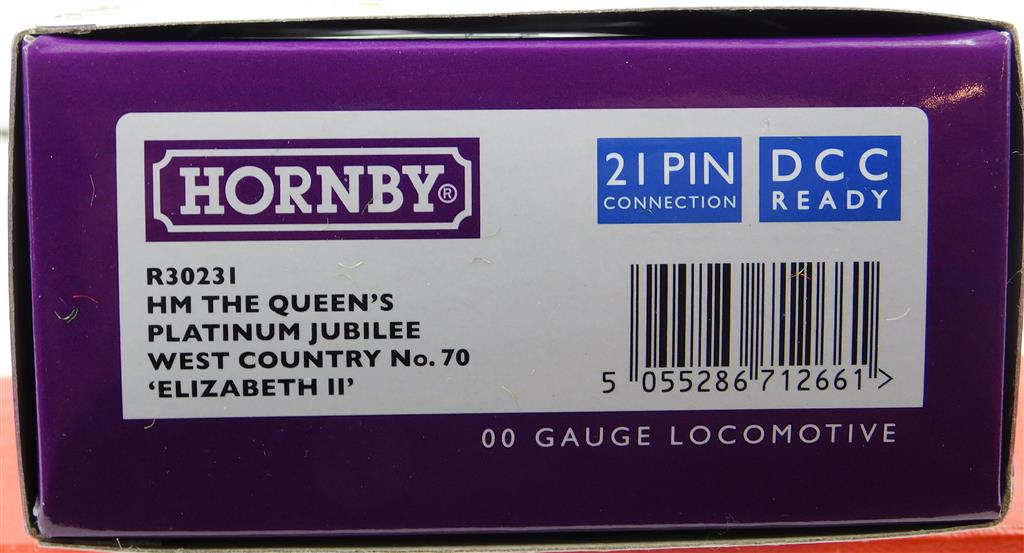 HORNBY®
21 PIN
CONNECTION
DCC
READY
R30231
HM THE QUEEN'S
PLATINUM JUBILEE
WEST COUNTRY No. 70
'ELIZABETH II'
5 055286 712661 >
00 GAUGE LOCOMOTIVE